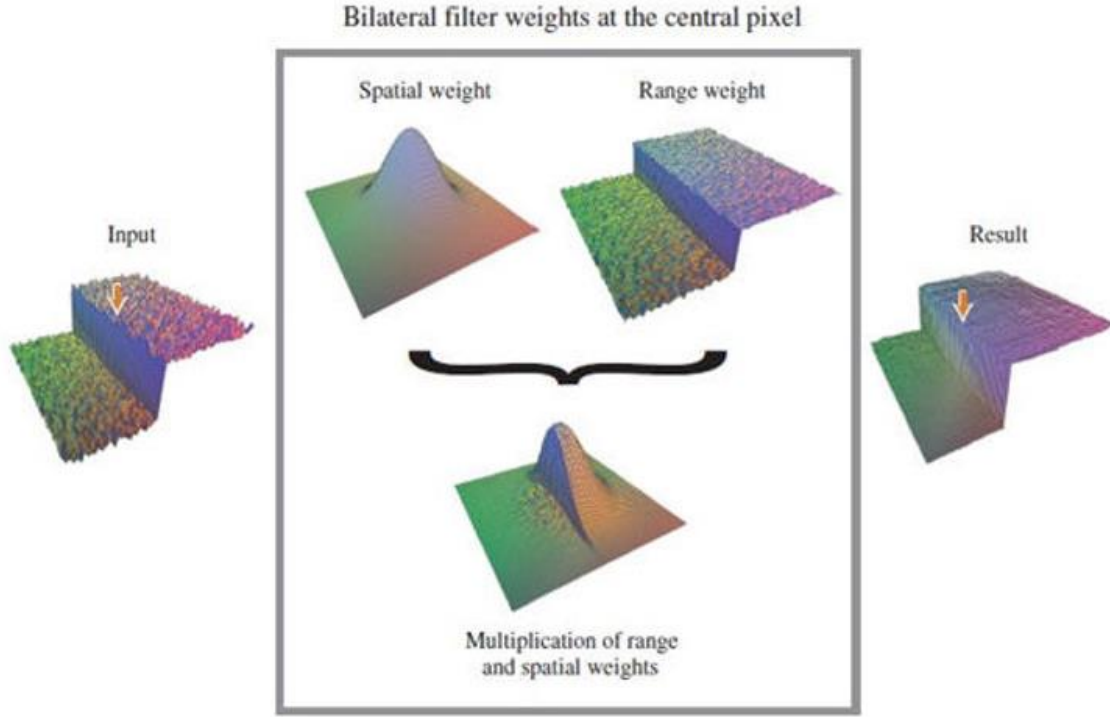 Bilateral filter weights at the central pixel
Spatial weight
Range weight
Input
Result
Multiplication of range
and spatial weights